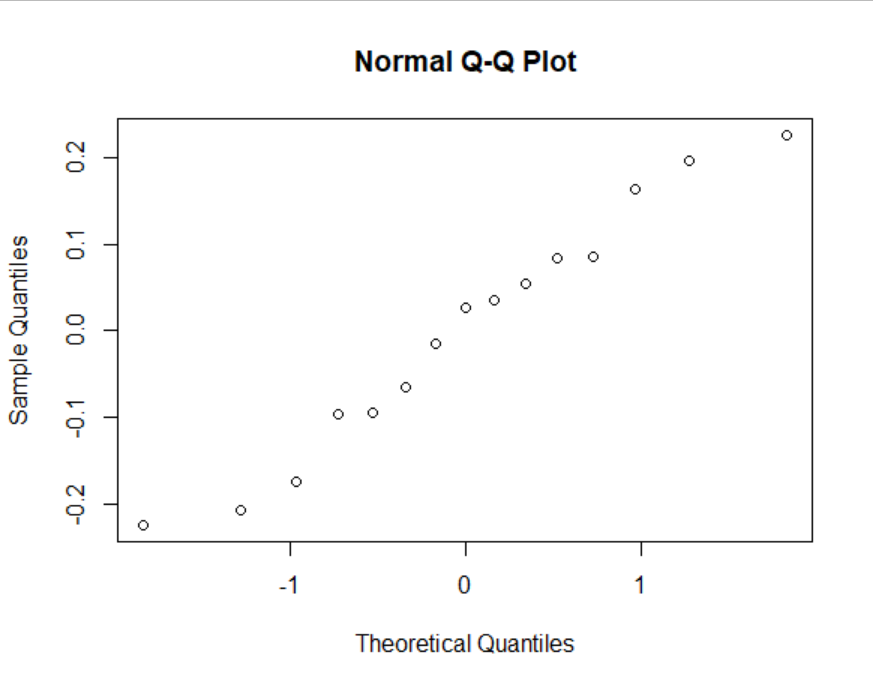 Normal Q-Q Plot
Sample Quantiles
0.2
0.1
0.0
-0.1
-0.2
-1 0 1
Theoretical Quantiles